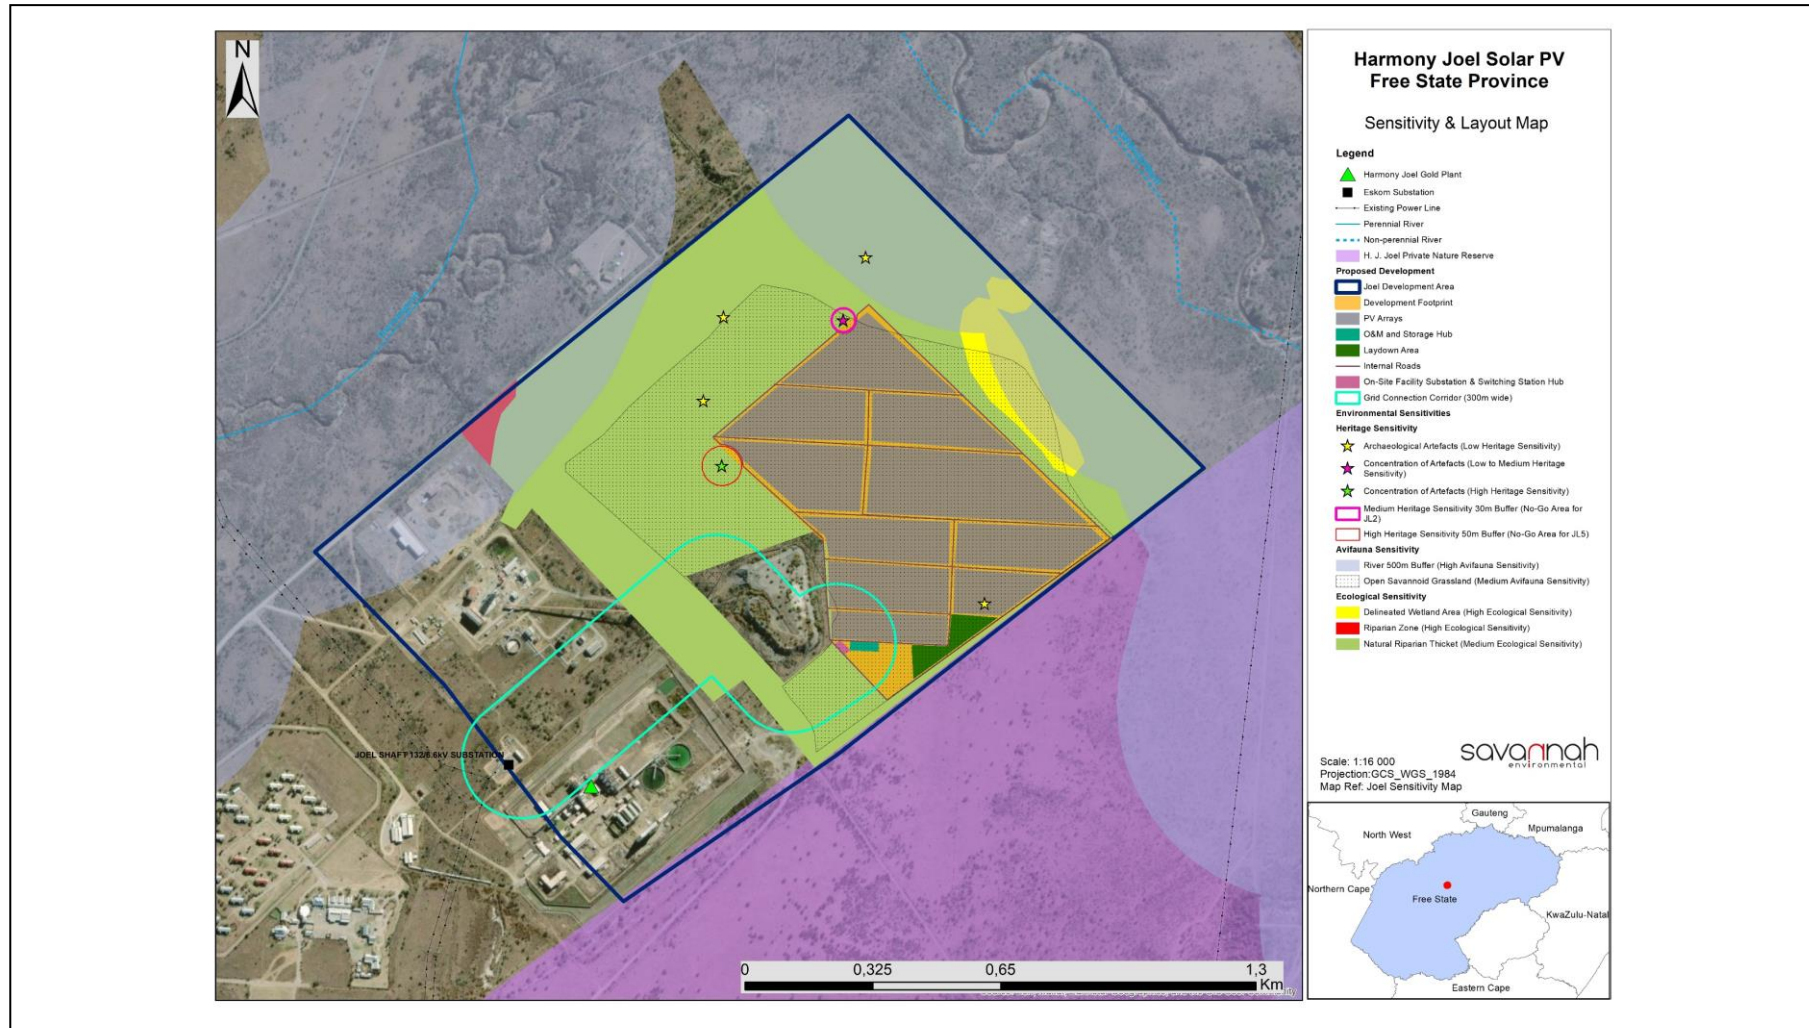 N
JOEL SHAFT 132/6.6kV SUBSTATION
0
0,325
0,65
1,3
Km
Harmony Joel Solar PV
Free State Province
Sensitivity & Layout Map
Legend
Harmony Joel Gold Plant
Eskom Substation
Existing Power Line
Perennial River
Non-perennial River
H. J. Joel Private Nature Reserve
Proposed Development
Joel Development Area
Development Footprint
PV Arrays
O&M and Storage Hub
Laydown Area
Internal Roads
On-Site Facility Substation & Switching Station Hub
Grid Connection Corridor (300m wide)
Environmental Sensitivities
Heritage Sensitivity
Archaeological Artefacts (Low Heritage Sensitivity)
Concentration of Artefacts (Low to Medium Heritage
Sensitivity)
Concentration of Artefacts (High Heritage Sensitivity)
Medium Heritage Sensitivity 30m Buffer (No-Go Area for
JL2)
High Heritage Sensitivity 50m Buffer (No-Go Area for JL5)
Avifauna Sensitivity
River 500m Buffer (High Avifauna Sensitivity)
Open Savannoid Grassland (Medium Avifauna Sensitivity)
Ecological Sensitivity
Delineated Wetland Area (High Ecological Sensitivity)
Riparian Zone (High Ecological Sensitivity)
Natural Riparian Thicket (Medium Ecological Sensitivity)
savannah
environmental
Scale: 1:16 000
Projection:GCS_WGS_1984
Map Ref: Joel Sensitivity Map
Gauteng
North West
Mpumalanga
Northern Cape
Free State
KwaZulu-Natal
Eastern Cape